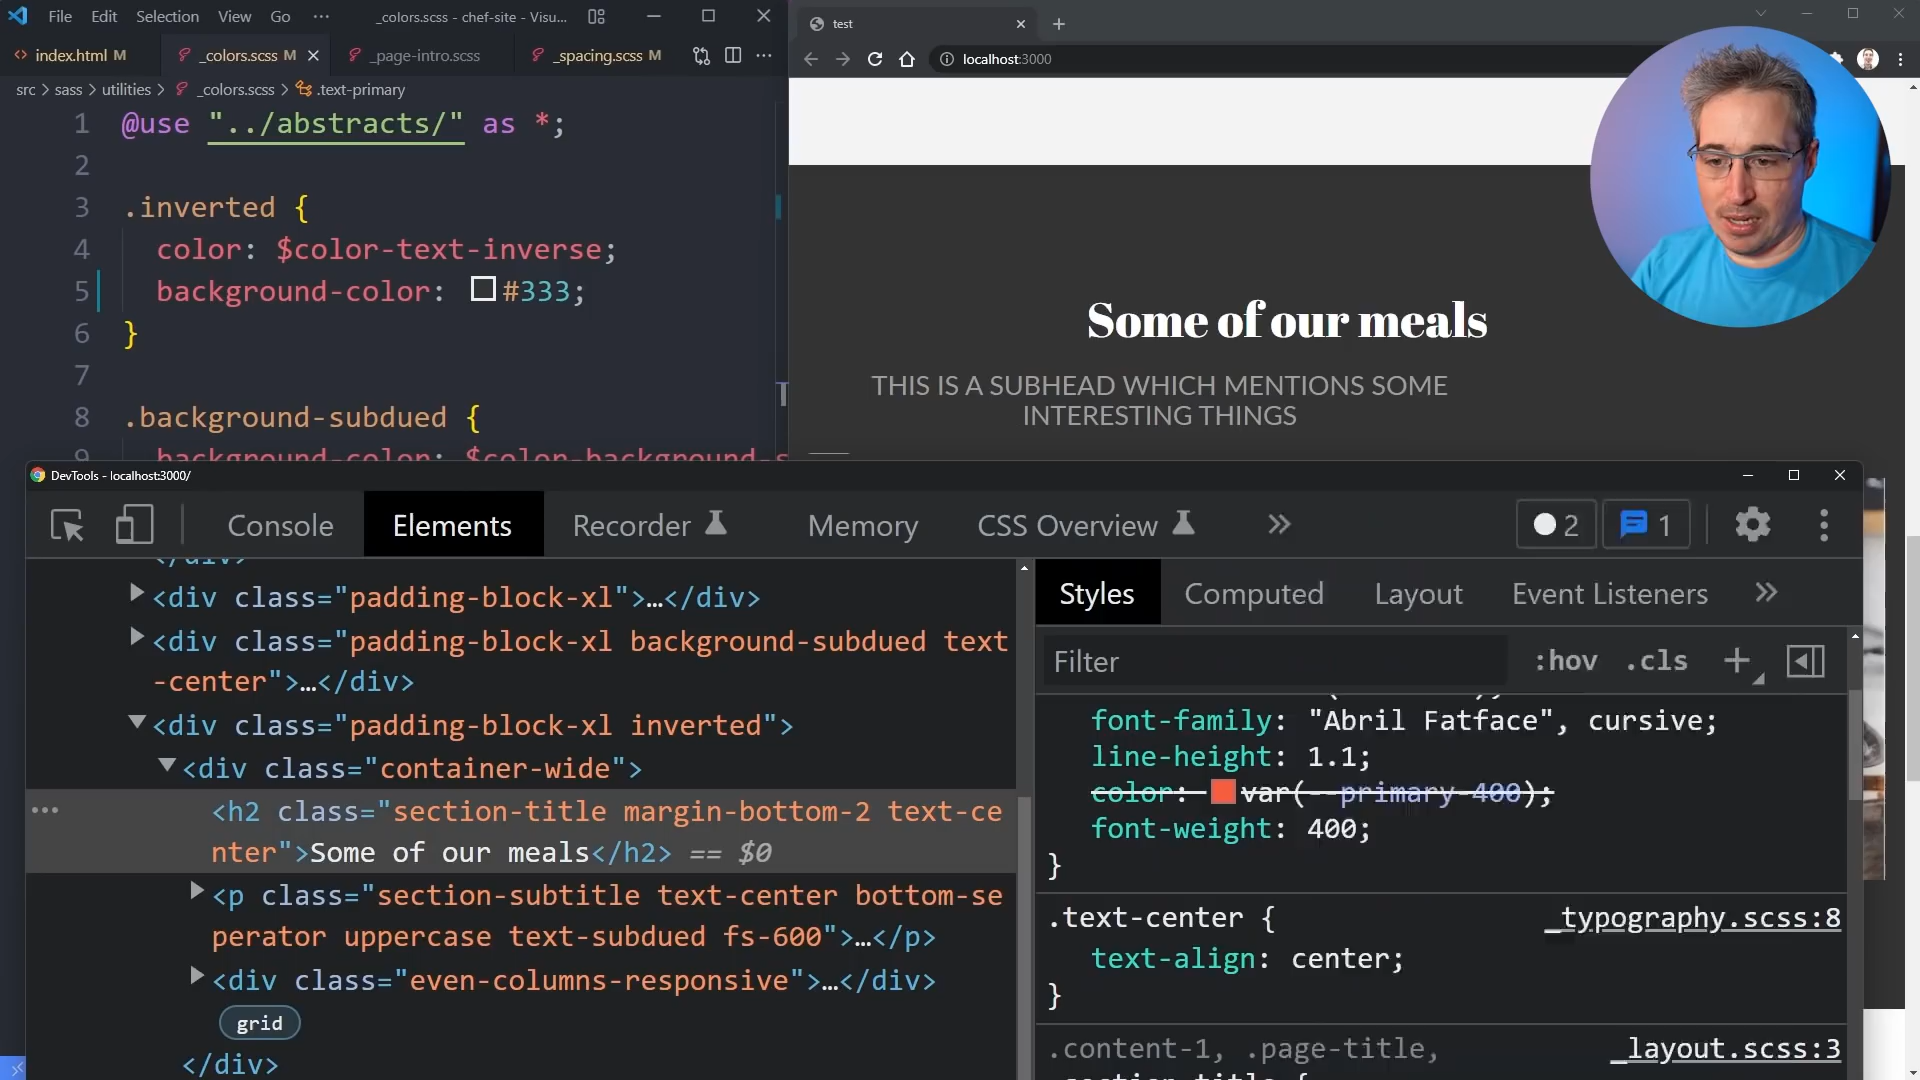 File Edit Selection View Go ··· _colors.scss - chef-site - Visu...
index.html M _colors.scss M _page-intro.scss _spacing.scss M ···
src > sass > utilities > _colors.scss > .text-primary
1 @use "../abstracts/" as *;
2
3 .inverted {
4 color: $color-text-inverse;
5 background-color: #333;
6 }
7
8 .background-subdued {
9 background-color: $color-background-s
test
localhost:3000
Some of our meals
THIS IS A SUBHEAD WHICH MENTIONS SOME
INTERESTING THINGS
DevTools - localhost:3000/
Console Elements Recorder Memory CSS Overview 2 1
</div>
<div class="padding-block-xl">…</div>
<div class="padding-block-xl background-subdued text
-center">…</div>
<div class="padding-block-xl inverted">
<div class="container-wide">
<h2 class="section-title margin-bottom-2 text-ce
nter">Some of our meals</h2> == $0
<p class="section-subtitle text-center bottom-se
perator uppercase text-subdued fs-600">…</p>
<div class="even-columns-responsive">…</div>
grid
</div>
Styles Computed Layout Event Listeners
Filter :hov .cls
font-family: "Abril Fatface", cursive;
line-height: 1.1;
color: var(--primary-400);
font-weight: 400;
}
.text-center { _typography.scss:8
text-align: center;
}
.content-1, .page-title, _layout.scss:3
.section-title {